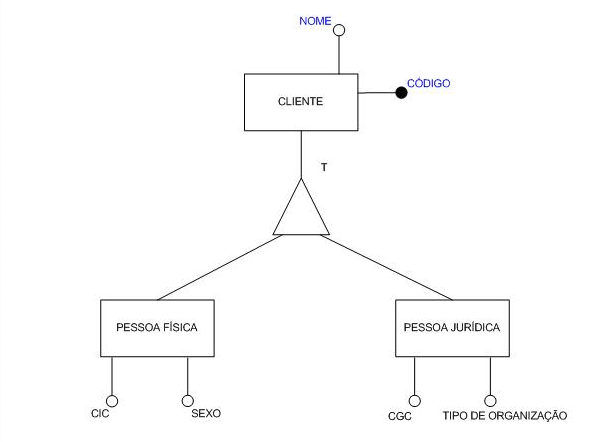 NOME
CÓDIGO
CLIENTE
T
PESSOA FÍSICA
PESSOA JURÍDICA
CIC
SEXO
CGC
TIPO DE ORGANIZAÇÃO